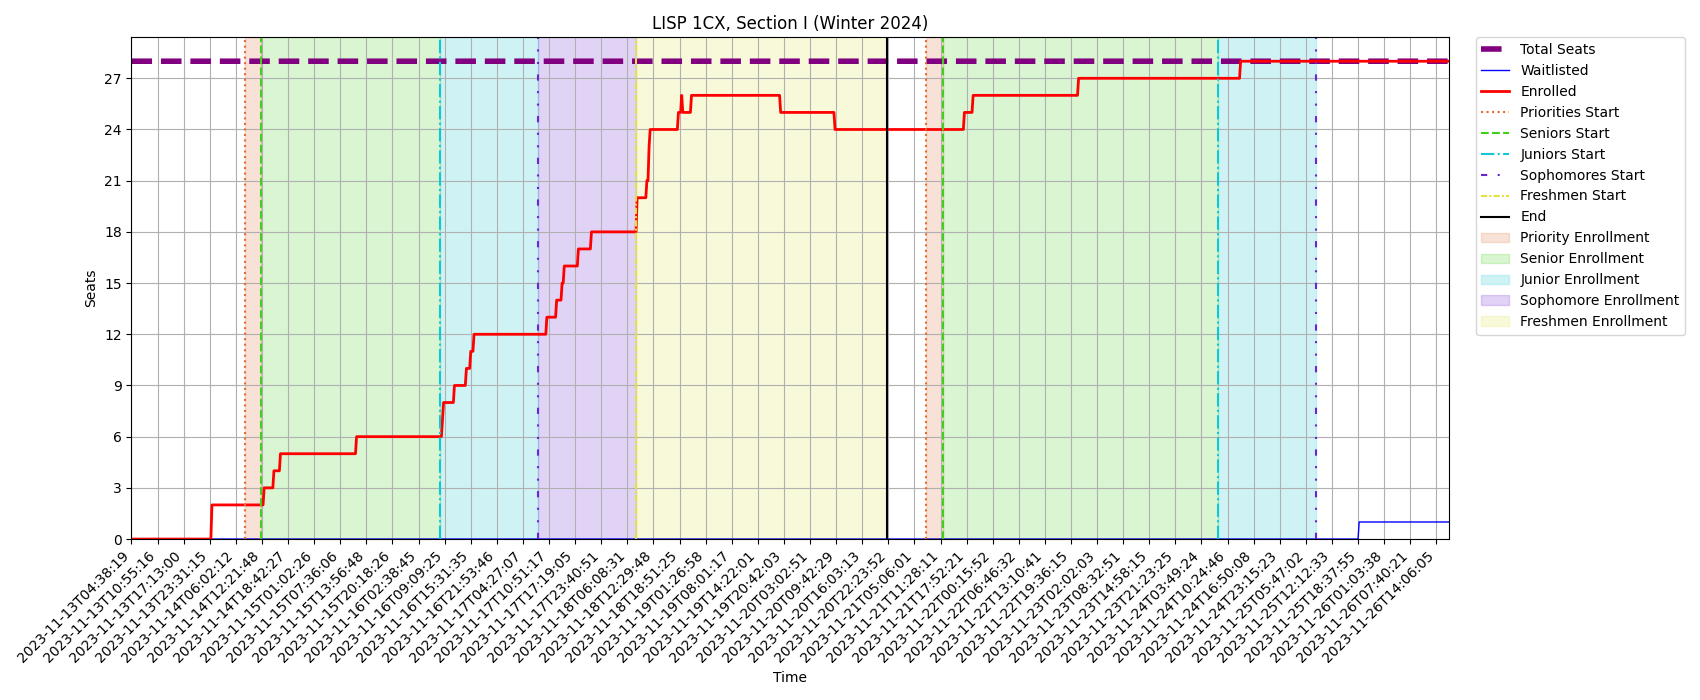 LISP 1CX, Section I (Winter 2024)
Seats
27
24
21
18
15
12
9
6
3
0
2023-11-13T04:38:19
2023-11-13T10:55:16
2023-11-13T17:13:00
2023-11-13T23:31:15
2023-11-14T06:02:12
2023-11-14T12:21:48
2023-11-14T18:42:27
2023-11-15T01:02:26
2023-11-15T07:36:06
2023-11-15T13:56:48
2023-11-15T20:18:26
2023-11-16T02:38:45
2023-11-16T09:09:25
2023-11-16T15:31:35
2023-11-16T21:53:46
2023-11-17T04:27:07
2023-11-17T10:51:17
2023-11-17T17:19:05
2023-11-17T23:40:51
2023-11-18T06:08:31
2023-11-18T12:29:48
2023-11-18T18:51:25
2023-11-19T01:26:58
2023-11-19T08:01:17
2023-11-19T14:22:01
2023-11-19T20:42:03
2023-11-20T03:02:51
2023-11-20T09:42:29
2023-11-20T16:03:13
2023-11-20T22:23:52
2023-11-21T05:06:01
2023-11-21T11:28:11
2023-11-21T17:52:21
2023-11-22T00:15:52
2023-11-22T06:46:32
2023-11-22T13:10:41
2023-11-22T19:36:15
2023-11-23T02:02:03
2023-11-23T08:32:51
2023-11-23T14:58:15
2023-11-23T21:23:25
2023-11-24T03:49:24
2023-11-24T10:24:46
2023-11-24T16:50:08
2023-11-24T23:15:23
2023-11-25T05:47:02
2023-11-25T12:12:33
2023-11-25T18:37:55
2023-11-26T01:03:38
2023-11-26T07:40:21
2023-11-26T14:06:05
Time
Total Seats
Waitlisted
Enrolled
Priorities Start
Seniors Start
Juniors Start
Sophomores Start
Freshmen Start
End
Priority Enrollment
Senior Enrollment
Junior Enrollment
Sophomore Enrollment
Freshmen Enrollment